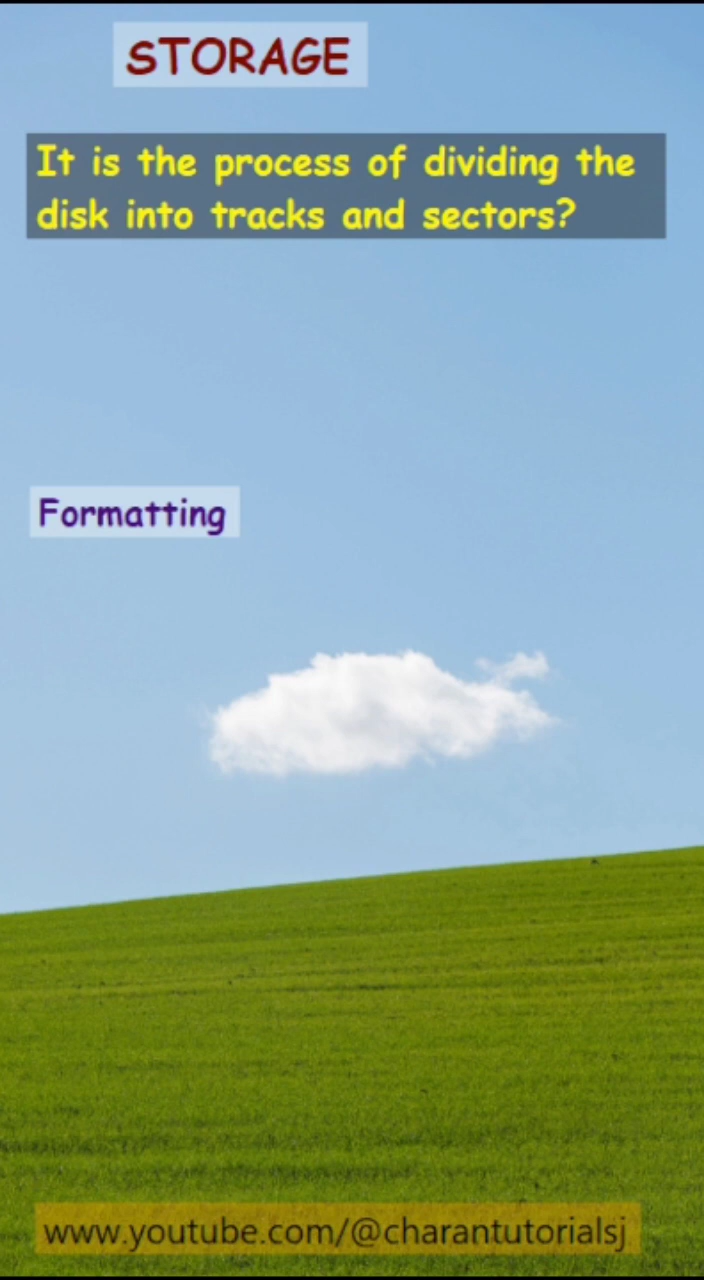 STORAGE
It is the process of dividing the
disk into tracks and sectors?
Formatting
www.youtube.com/@charantutorialsj